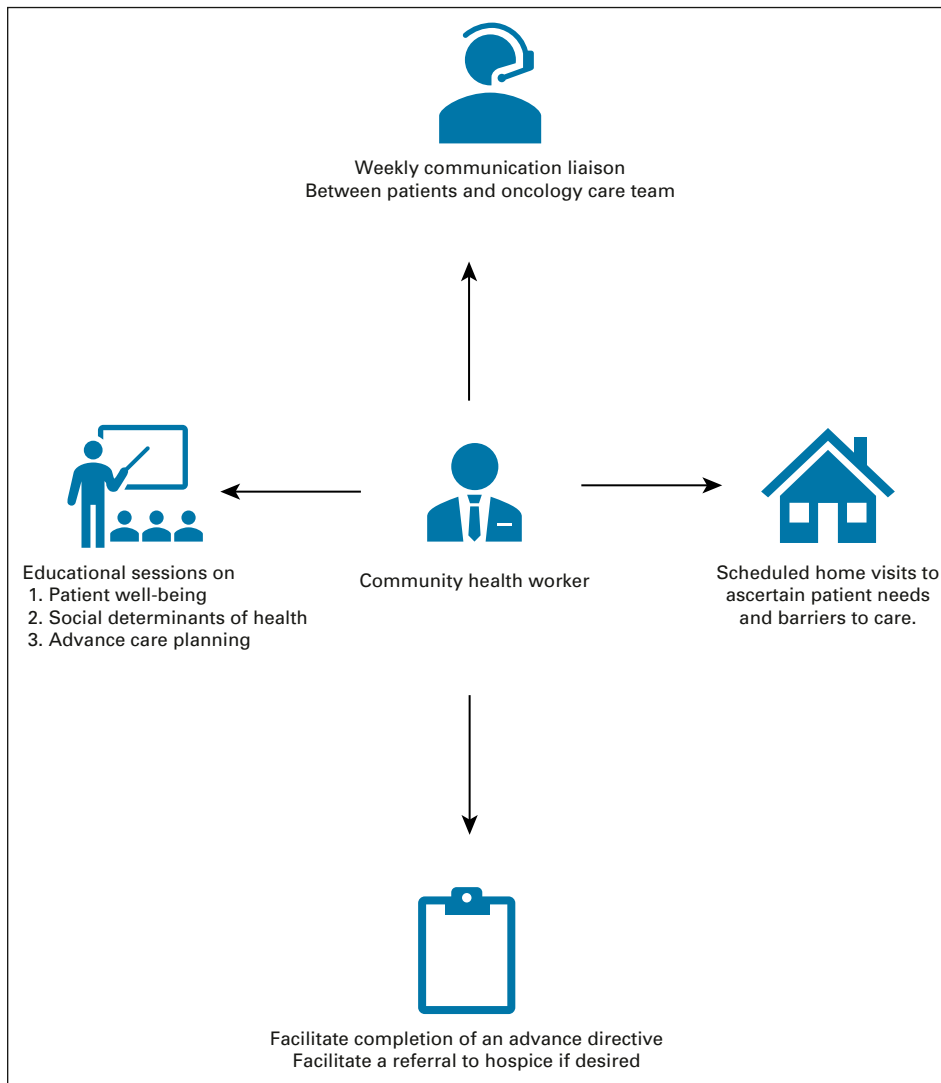 Weekly communication liaison
Between patients and oncology care team
Educational sessions on
1. Patient well-being
2. Social determinants of health
3. Advance care planning
Community health worker
Scheduled home visits to
ascertain patient needs
and barriers to care.
Facilitate completion of an advance directive
Facilitate a referral to hospice if desired